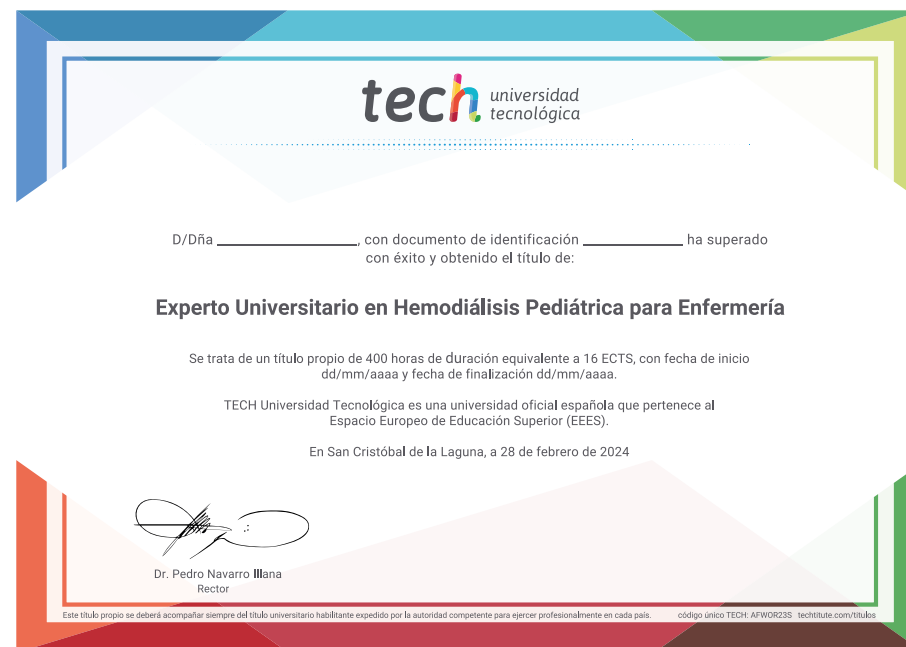 tech universidad
tecnológica
D/Dña ____________________, con documento de identificación ______________ ha superado
con éxito y obtenido el título de:
Experto Universitario en Hemodiálisis Pediátrica para Enfermería
Se trata de un título propio de 400 horas de duración equivalente a 16 ECTS, con fecha de inicio
dd/mm/aaaa y fecha de finalización dd/mm/aaaa.
TECH Universidad Tecnológica es una universidad oficial española que pertenece al
Espacio Europeo de Educación Superior (EEES).
En San Cristóbal de la Laguna, a 28 de febrero de 2024
Dr. Pedro Navarro Illana
Rector
Este título propio se deberá acompañar siempre del título universitario habilitante expedido por la autoridad competente para ejercer profesionalmente en cada país. código único TECH: AFWOR23S techtitute.com/titulos